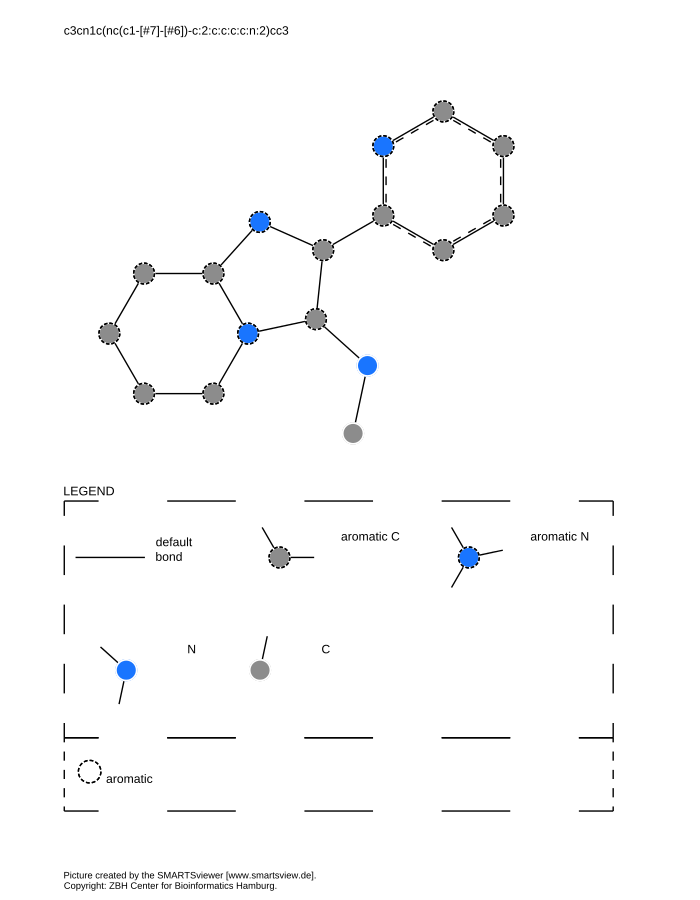 c3cn1c(nc(c1-[#7]-[#6])-c:2:c:c:c:c:n:2)cc3
LEGEND
default
bond
aromatic C
aromatic N
N
C
aromatic
Picture created by the SMARTSviewer [www.smartsview.de].
Copyright: ZBH Center for Bioinformatics Hamburg.